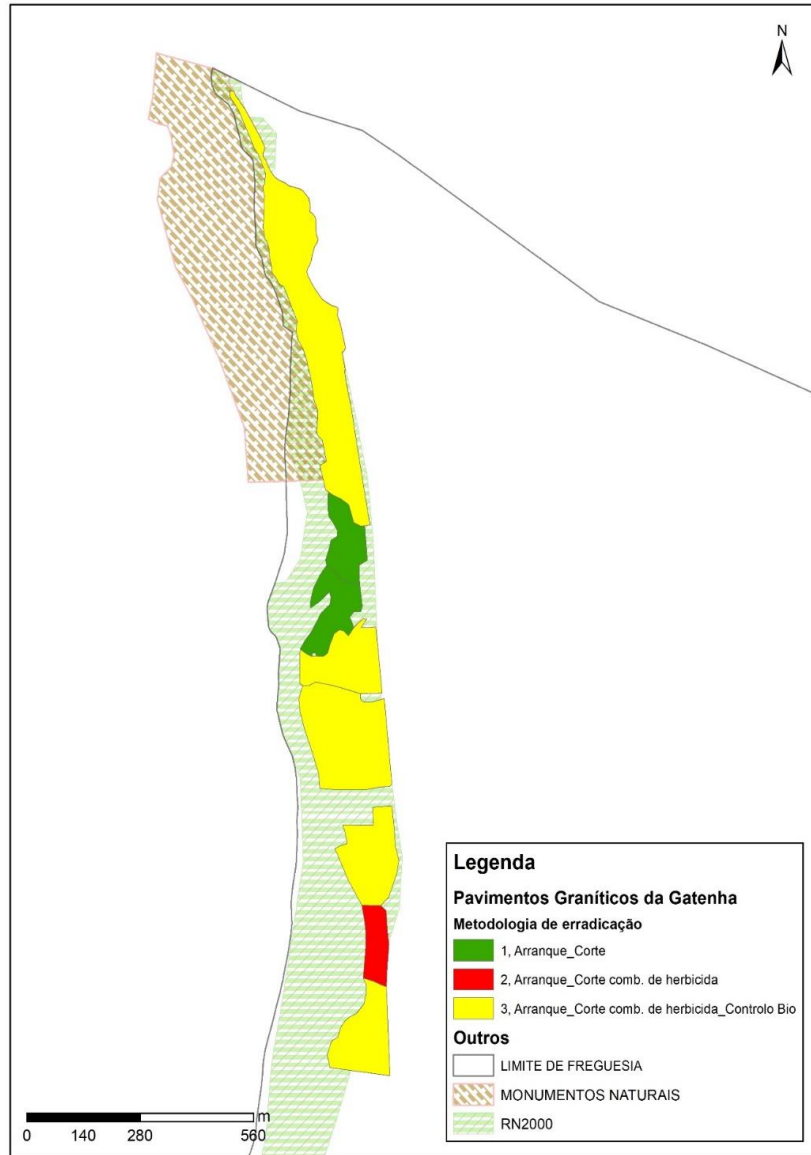 N
Legenda
Pavimentos Graníticos da Gatenha
Metodologia de erradicação
1, Arranque_Corte
2, Arranque_Corte comb. de herbicida
3, Arranque_Corte comb. de herbicida_Controlo Bio
Outros
LIMITE DE FREGUESIA
MONUMENTOS NATURAIS
RN2000
m
0 140 280 560